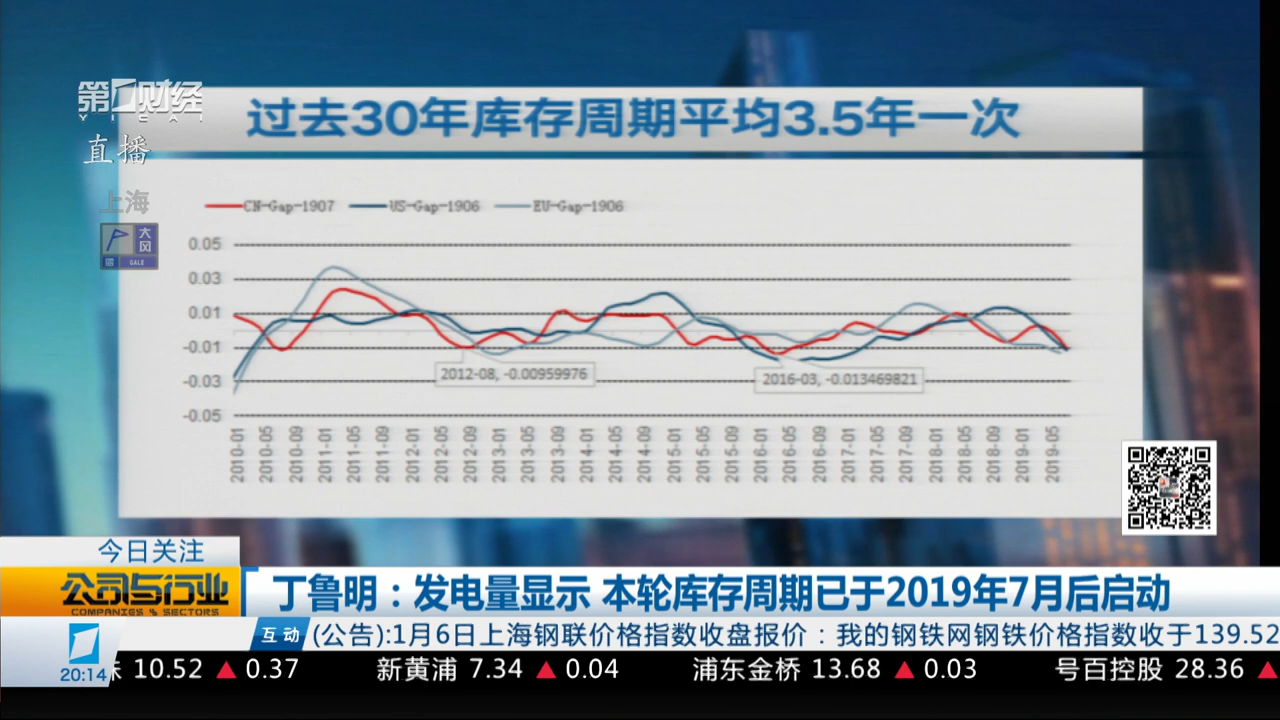 第一财经
YICAI
直播
上海
大风
GALE
过去30年库存周期平均3.5年一次
CN-Gap-1907 US-Gap-1906 EU-Gap-1906
0.05
0.03
0.01
-0.01
-0.03
-0.05
2012-08, -0.00959976
2016-03, -0.013469821
2010-01 2010-05 2010-09 2011-01 2011-05 2011-09 2012-01 2012-05 2012-09 2013-01 2013-05 2013-09 2014-01 2014-05 2014-09 2015-01 2015-05 2015-09 2016-01 2016-05 2016-09 2017-01 2017-05 2017-09 2018-01 2018-05 2018-09 2019-01 2019-05
今日关注
公司与行业
COMPANIES & SECTORS
丁鲁明：发电量显示 本轮库存周期已于2019年7月后启动
互动 (公告):1月6日上海钢联价格指数收盘报价：我的钢铁网钢铁价格指数收于139.52
20:14
10.52 ▲ 0.37 新黄浦 7.34 ▲ 0.04 浦东金桥 13.68 ▲ 0.03 号百控股 28.36 ▲